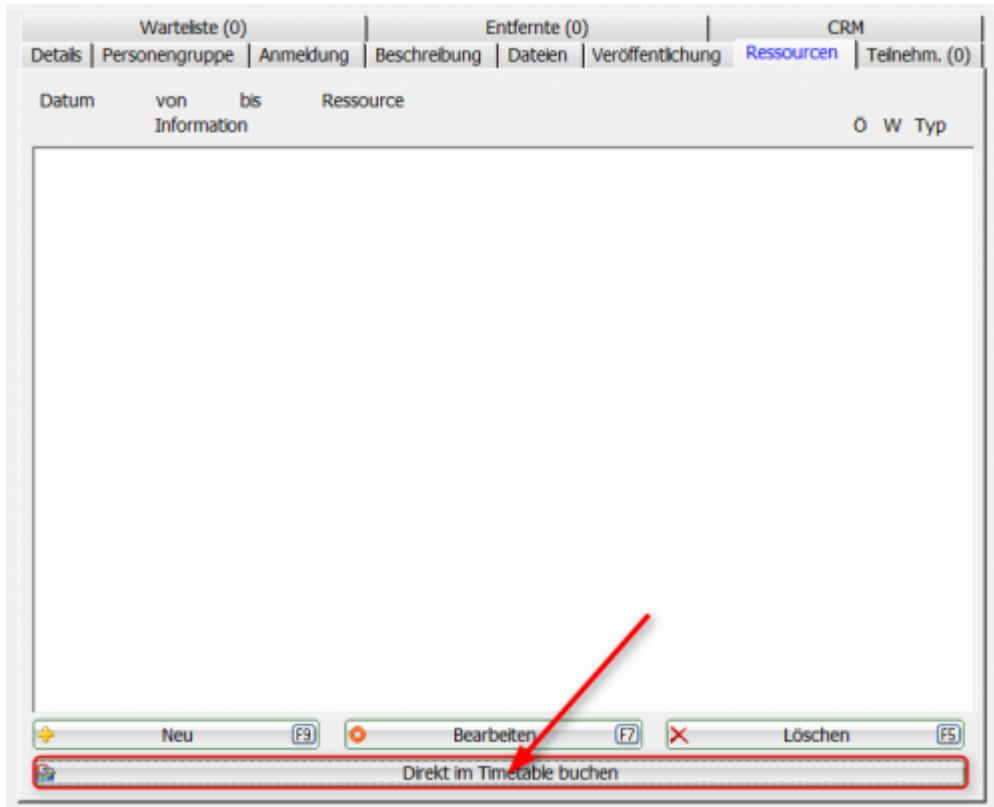 Warteliste (0) Entfernte (0) CRM
Details Personengruppe Anmeldung Beschreibung Dateien Veröffentlichung Ressourcen Teilnehm. (0)
Datum von bis Ressource
Information Ö W Typ
Neu F9 Bearbeiten F7 Löschen F5
Direkt im Timetable buchen